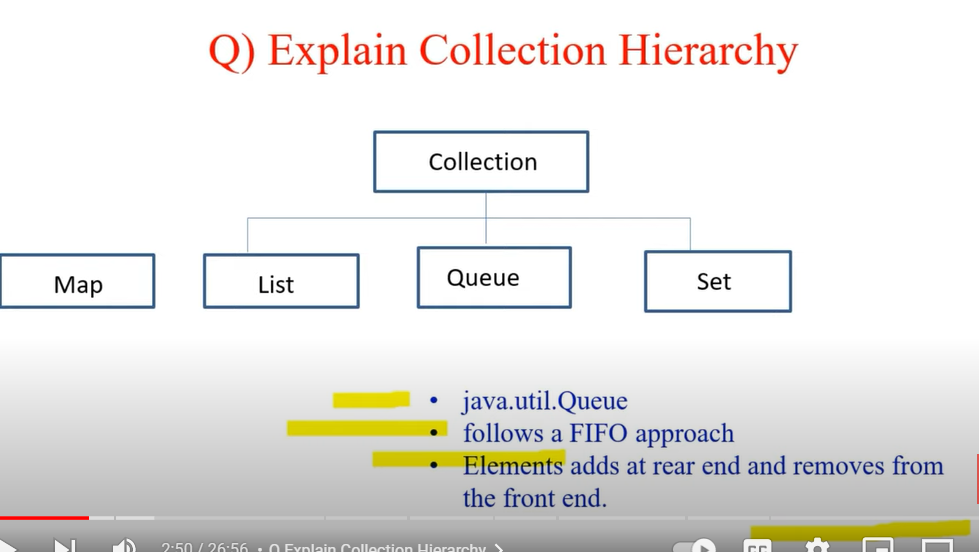 Q) Explain Collection Hierarchy
Collection
Map
List
Queue
Set
• java.util.Queue
• follows a FIFO approach
• Elements adds at rear end and removes from
the front end.
2:50 / 26:56 • Q Explain Collection Hierarchy
CC